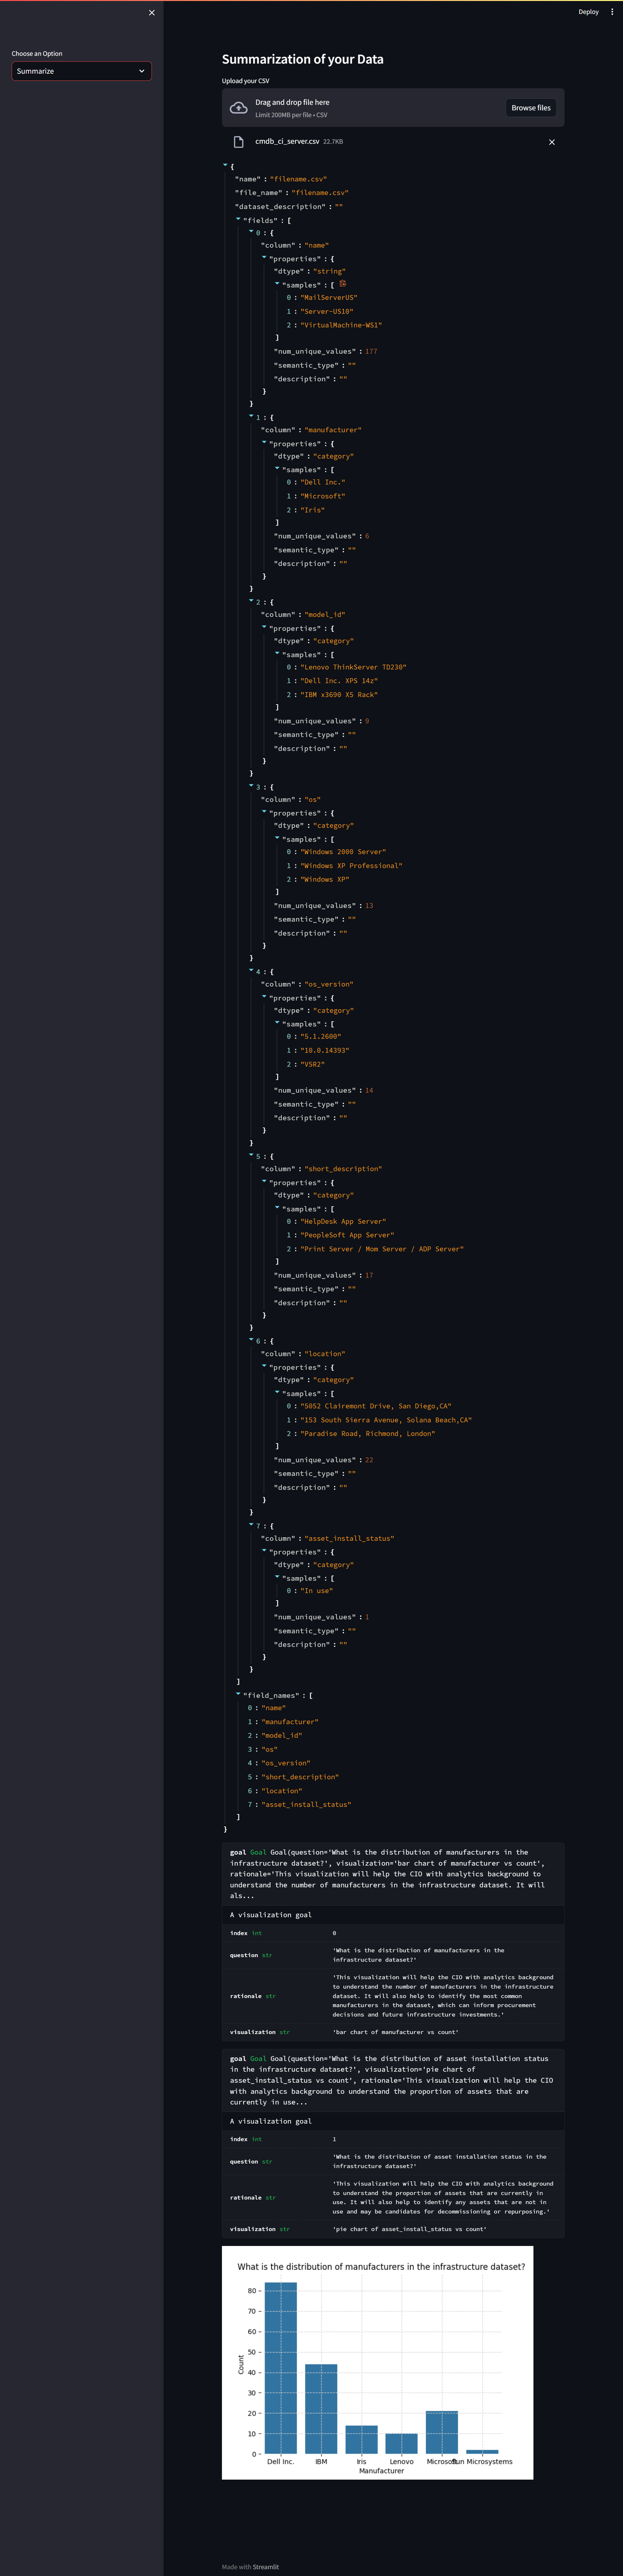 Deploy
Choose an Option
Summarize
Summarization of your Data
Upload your CSV
Drag and drop file here
Limit 200MB per file • CSV
Browse files
cmdb_ci_server.csv 22.7KB
{
"name" : "filename.csv"
"file_name" : "filename.csv"
"dataset_description" : ""
"fields" : [
0 : {
"column" : "name"
"properties" : {
"dtype" : "string"
"samples" : [
0 : "MailServerUS"
1 : "Server-US10"
2 : "VirtualMachine-WS1"
]
"num_unique_values" : 177
"semantic_type" : ""
"description" : ""
}
}
1 : {
"column" : "manufacturer"
"properties" : {
"dtype" : "category"
"samples" : [
0 : "Dell Inc."
1 : "Microsoft"
2 : "Iris"
]
"num_unique_values" : 6
"semantic_type" : ""
"description" : ""
}
}
2 : {
"column" : "model_id"
"properties" : {
"dtype" : "category"
"samples" : [
0 : "Lenovo ThinkServer TD230"
1 : "Dell Inc. XPS 14z"
2 : "IBM x3690 X5 Rack"
]
"num_unique_values" : 9
"semantic_type" : ""
"description" : ""
}
}
3 : {
"column" : "os"
"properties" : {
"dtype" : "category"
"samples" : [
0 : "Windows 2000 Server"
1 : "Windows XP Professional"
2 : "Windows XP"
]
"num_unique_values" : 13
"semantic_type" : ""
"description" : ""
}
}
4 : {
"column" : "os_version"
"properties" : {
"dtype" : "category"
"samples" : [
0 : "5.1.2600"
1 : "10.0.14393"
2 : "V5R2"
]
"num_unique_values" : 14
"semantic_type" : ""
"description" : ""
}
}
5 : {
"column" : "short_description"
"properties" : {
"dtype" : "category"
"samples" : [
0 : "HelpDesk App Server"
1 : "PeopleSoft App Server"
2 : "Print Server / Mom Server / ADP Server"
]
"num_unique_values" : 17
"semantic_type" : ""
"description" : ""
}
}
6 : {
"column" : "location"
"properties" : {
"dtype" : "category"
"samples" : [
0 : "5052 Clairemont Drive, San Diego,CA"
1 : "153 South Sierra Avenue, Solana Beach,CA"
2 : "Paradise Road, Richmond, London"
]
"num_unique_values" : 22
"semantic_type" : ""
"description" : ""
}
}
7 : {
"column" : "asset_install_status"
"properties" : {
"dtype" : "category"
"samples" : [
0 : "In use"
]
"num_unique_values" : 1
"semantic_type" : ""
"description" : ""
}
}
]
"field_names" : [
0 : "name"
1 : "manufacturer"
2 : "model_id"
3 : "os"
4 : "os_version"
5 : "short_description"
6 : "location"
7 : "asset_install_status"
]
}
goal Goal Goal(question='What is the distribution of manufacturers in the
infrastructure dataset?', visualization='bar chart of manufacturer vs count',
rationale='This visualization will help the CIO with analytics background to
understand the number of manufacturers in the infrastructure dataset. It will
als...
A visualization goal
index int 0
question str 'What is the distribution of manufacturers in the
infrastructure dataset?'
rationale str 'This visualization will help the CIO with analytics background
to understand the number of manufacturers in the infrastructure
dataset. It will also help to identify the most common
manufacturers in the dataset, which can inform procurement
decisions and future infrastructure investments.'
visualization str 'bar chart of manufacturer vs count'
goal Goal Goal(question='What is the distribution of asset installation status
in the infrastructure dataset?', visualization='pie chart of
asset_install_status vs count', rationale='This visualization will help the CIO
with analytics background to understand the proportion of assets that are
currently in use...
A visualization goal
index int 1
question str 'What is the distribution of asset installation status in the
infrastructure dataset?'
rationale str 'This visualization will help the CIO with analytics background
to understand the proportion of assets that are currently in
use. It will also help to identify any assets that are not in
use and may be candidates for decommissioning or repurposing.'
visualization str 'pie chart of asset_install_status vs count'
What is the distribution of manufacturers in the infrastructure dataset?
80
70
60
50
40
30
20
10
0
Count
Dell Inc. IBM Iris Lenovo Microsoft Sun Microsystems
Manufacturer
Made with Streamlit